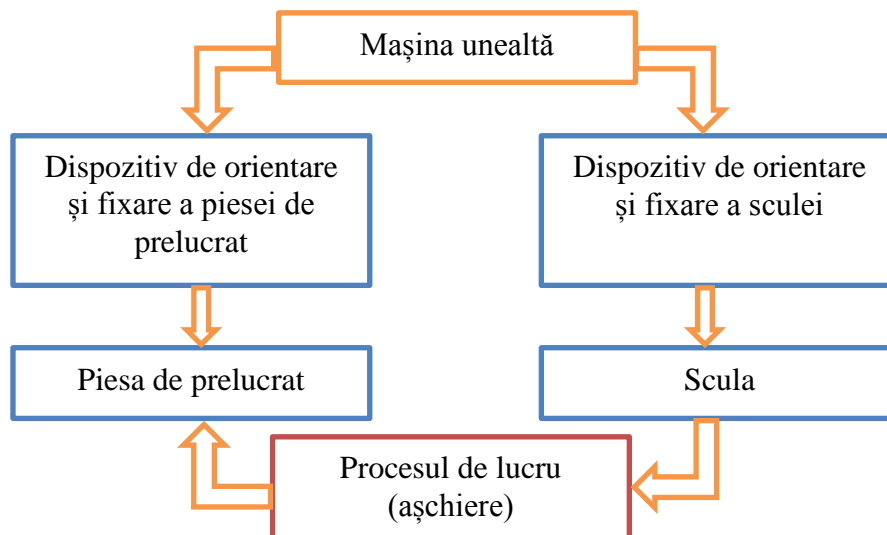 Mașina unealtă
Dispozitiv de orientare
și fixare a piesei de
prelucrat
Dispozitiv de orientare
și fixare a sculei
Piesa de prelucrat
Scula
Procesul de lucru
(așchiere)